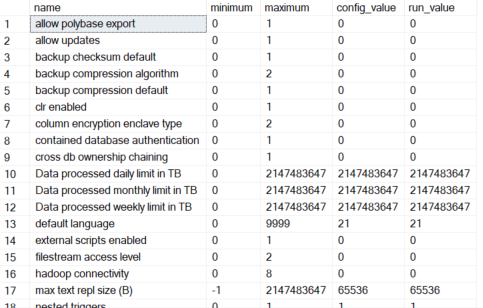 name minimum maximum config_value run_value
1 allow polybase export 0 1 0 0
2 allow updates 0 1 0 0
3 backup checksum default 0 1 0 0
4 backup compression algorithm 0 2 0 0
5 backup compression default 0 1 0 0
6 clr enabled 0 1 0 0
7 column encryption enclave type 0 2 0 0
8 contained database authentication 0 1 0 0
9 cross db ownership chaining 0 1 0 0
10 Data processed daily limit in TB 0 2147483647 2147483647 2147483647
11 Data processed monthly limit in TB 0 2147483647 2147483647 2147483647
12 Data processed weekly limit in TB 0 2147483647 2147483647 2147483647
13 default language 0 9999 21 21
14 external scripts enabled 0 1 0 0
15 filestream access level 0 2 0 0
16 hadoop connectivity 0 8 0 0
17 max text repl size (B) -1 2147483647 65536 65536
18 nested triggers 0 1 1 1